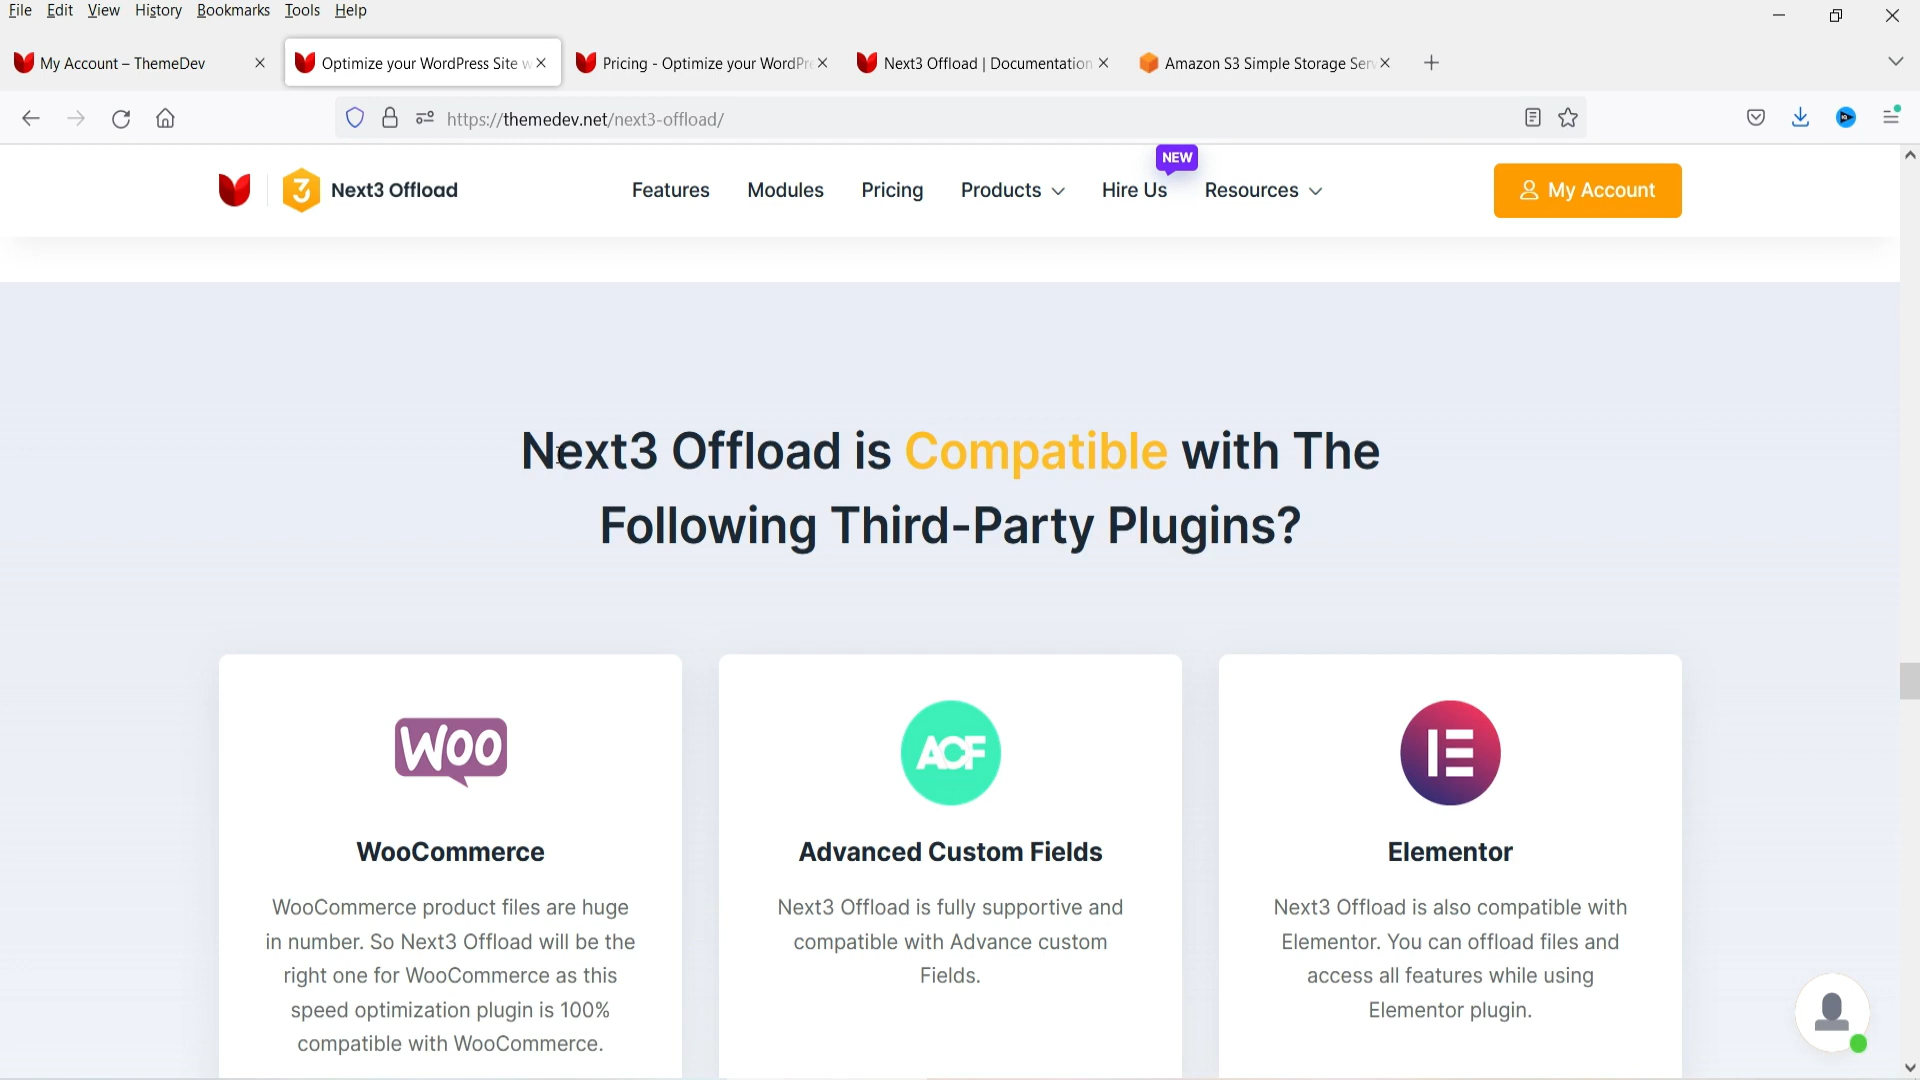 File Edit View History Bookmarks Tools Help
My Account – ThemeDev
Optimize your WordPress Site w
Pricing - Optimize your WordPre
Next3 Offload | Documentation
Amazon S3 Simple Storage Serv
https://themedev.net/next3-offload/
NEW
3 Next3 Offload
Features Modules Pricing Products Hire Us Resources
My Account
Next3 Offload is Compatible with The
Following Third-Party Plugins?
WOO
WooCommerce
WooCommerce product files are huge
in number. So Next3 Offload will be the
right one for WooCommerce as this
speed optimization plugin is 100%
compatible with WooCommerce.
ACF
Advanced Custom Fields
Next3 Offload is fully supportive and
compatible with Advance custom
Fields.
Elementor
Next3 Offload is also compatible with
Elementor. You can offload files and
access all features while using
Elementor plugin.